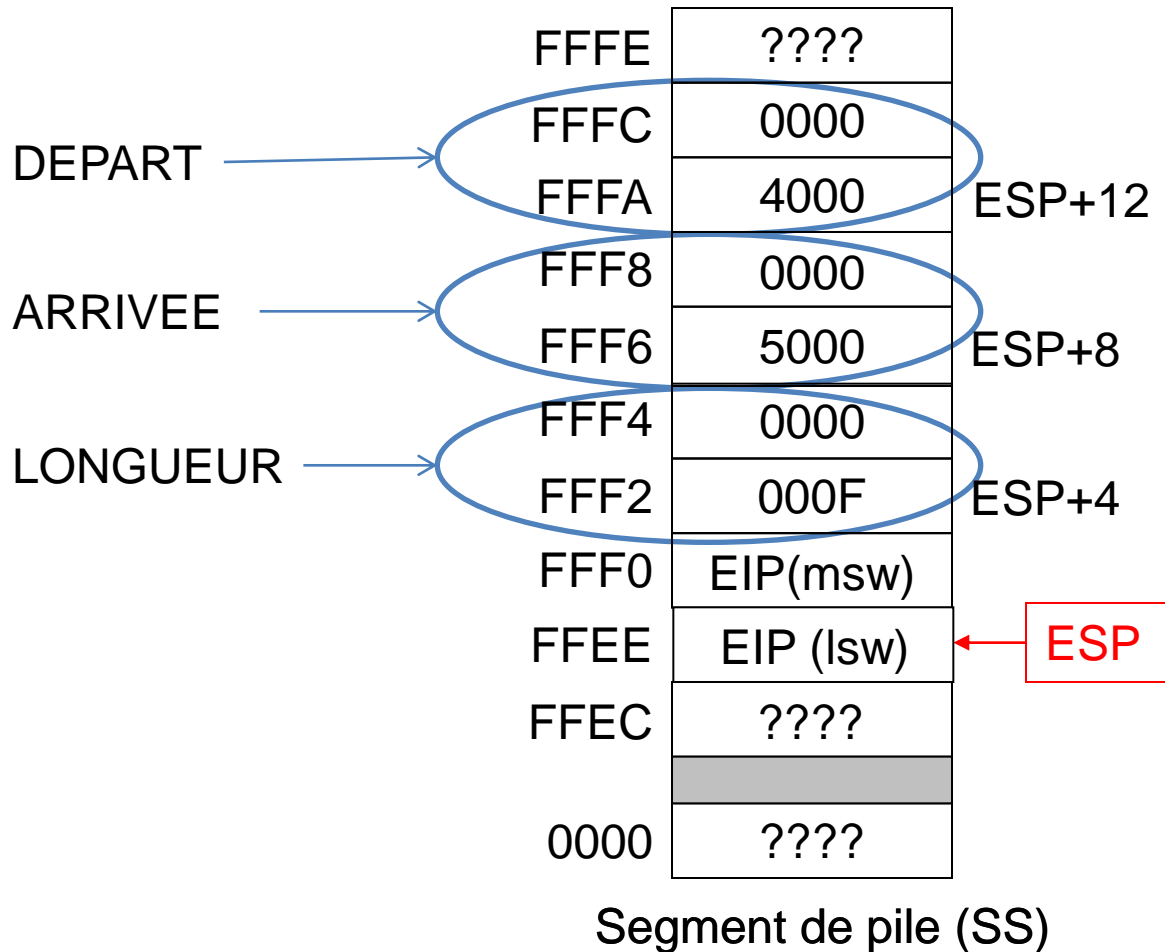 FFFE ????
FFFC 0000
DEPART
FFFA 4000 ESP+12
FFF8 0000
ARRIVEE
FFF6 5000 ESP+8
FFF4 0000
LONGUEUR
FFF2 000F ESP+4
FFF0 EIP(msw)
FFEE EIP (lsw) ESP
FFEC ????
0000 ????
Segment de pile (SS)